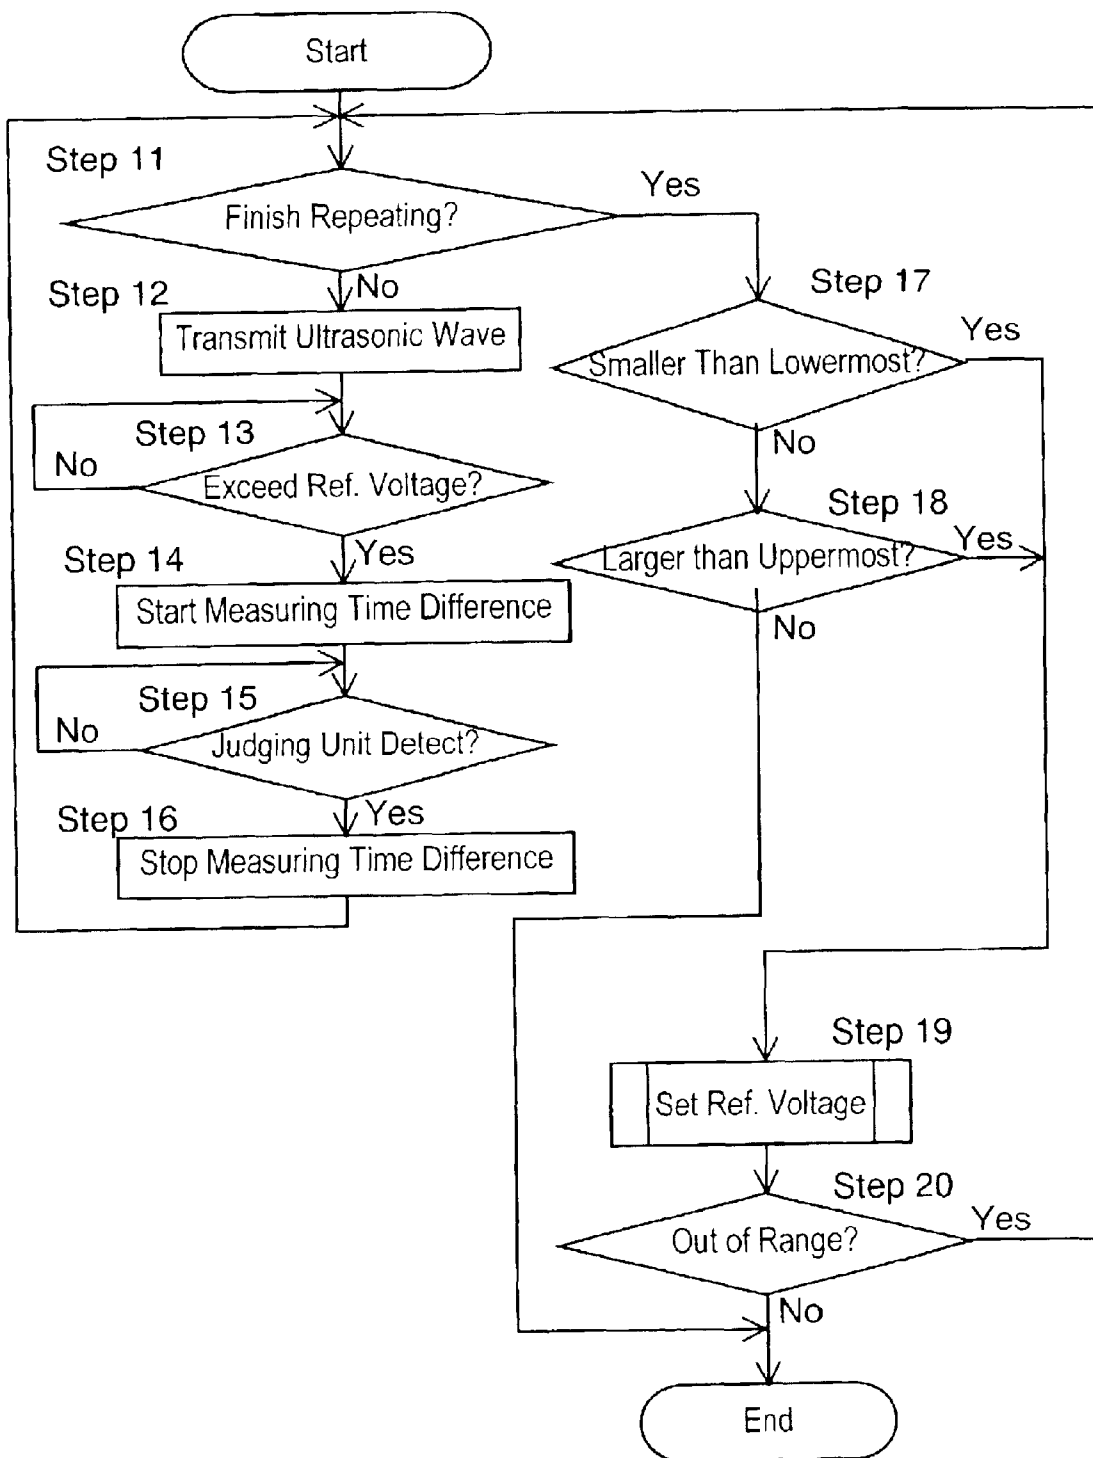 Start
Step 11
Yes
Finish Repeating?
No
Step 12
Transmit Ultrasonic Wave
Step 13
No
Exceed Ref. Voltage?
Yes
Step 14
Start Measuring Time Difference
Step 15
No
Judging Unit Detect?
Yes
Step 16
Stop Measuring Time Difference
Step 17
Yes
Smaller Than Lowermost?
No
Step 18
Yes
Larger than Uppermost?
No
Step 19
Set Ref. Voltage
Step 20
Yes
Out of Range?
No
End